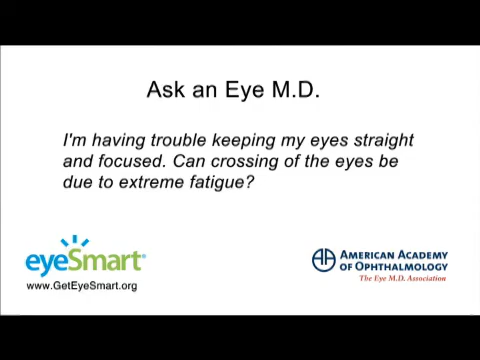 Ask an Eye M.D.
I'm having trouble keeping my eyes straight
and focused. Can crossing of the eyes be
due to extreme fatigue?
eyeSmart®
www.GetEyeSmart.org
AMERICAN ACADEMY
OF OPHTHALMOLOGY
The Eye M.D. Association